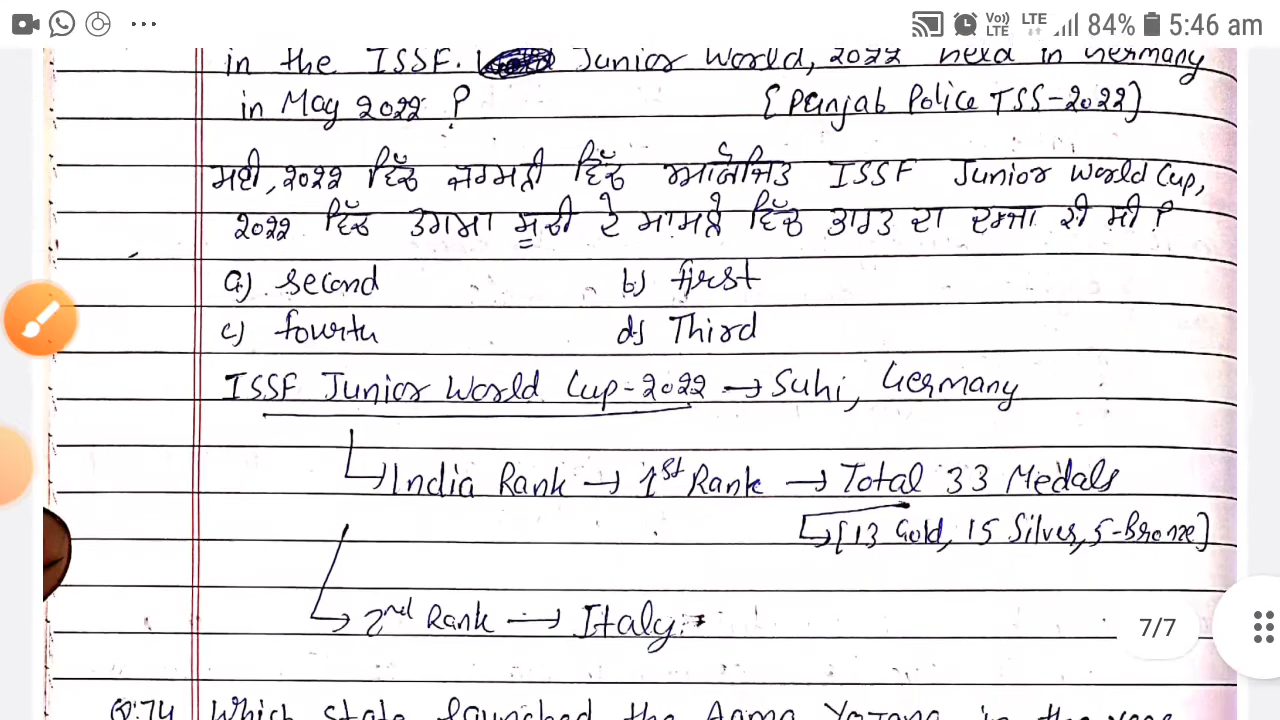 84% 5:46 am
in the ISSF. Junior World, 2022 held in Germany
in May 2022 ? [Punjab Police TSS-2022]
ਮਈ, 2022 ਵਿੱਚ ਜਰਮਨੀ ਵਿੱਚ ਆਯੋਜਿਤ ISSF Junior World Cup,
2022 ਵਿੱਚ ਤਗਮਾ ਸੂਚੀ ਦੇ ਮਾਮਲੇ ਵਿੱਚ ਭਾਰਤ ਦਾ ਦਰਜਾ ਕੀ ਸੀ ?
a) second b) first
c) fourth d) Third
ISSF Junior World Cup-2022 → Suhi, Germany
India Rank → 1st Rank → Total 33 Medals
[13 Gold, 15 Silver, 5-Bronze]
2nd Rank → Italy.
7/7
Q:74 Which state launched the Aama Yojana in the year